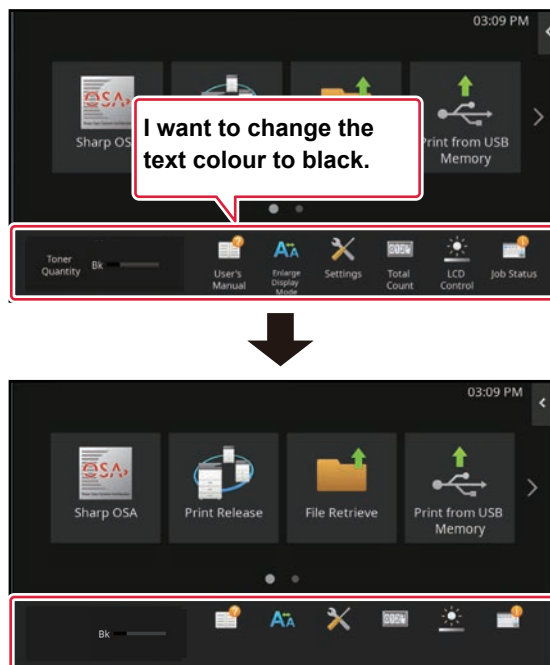 03:09 PM
I want to change the
text colour to black.
Sharp OS
Print from USB
Memory
Toner
Quantity
Bk
User's
Manual
Enlarge
Display
Mode
Settings
Total
Count
LCD
Control
Job Status
03:09 PM
Sharp OSA
Print Release
File Retrieve
Print from USB
Memory
Bk